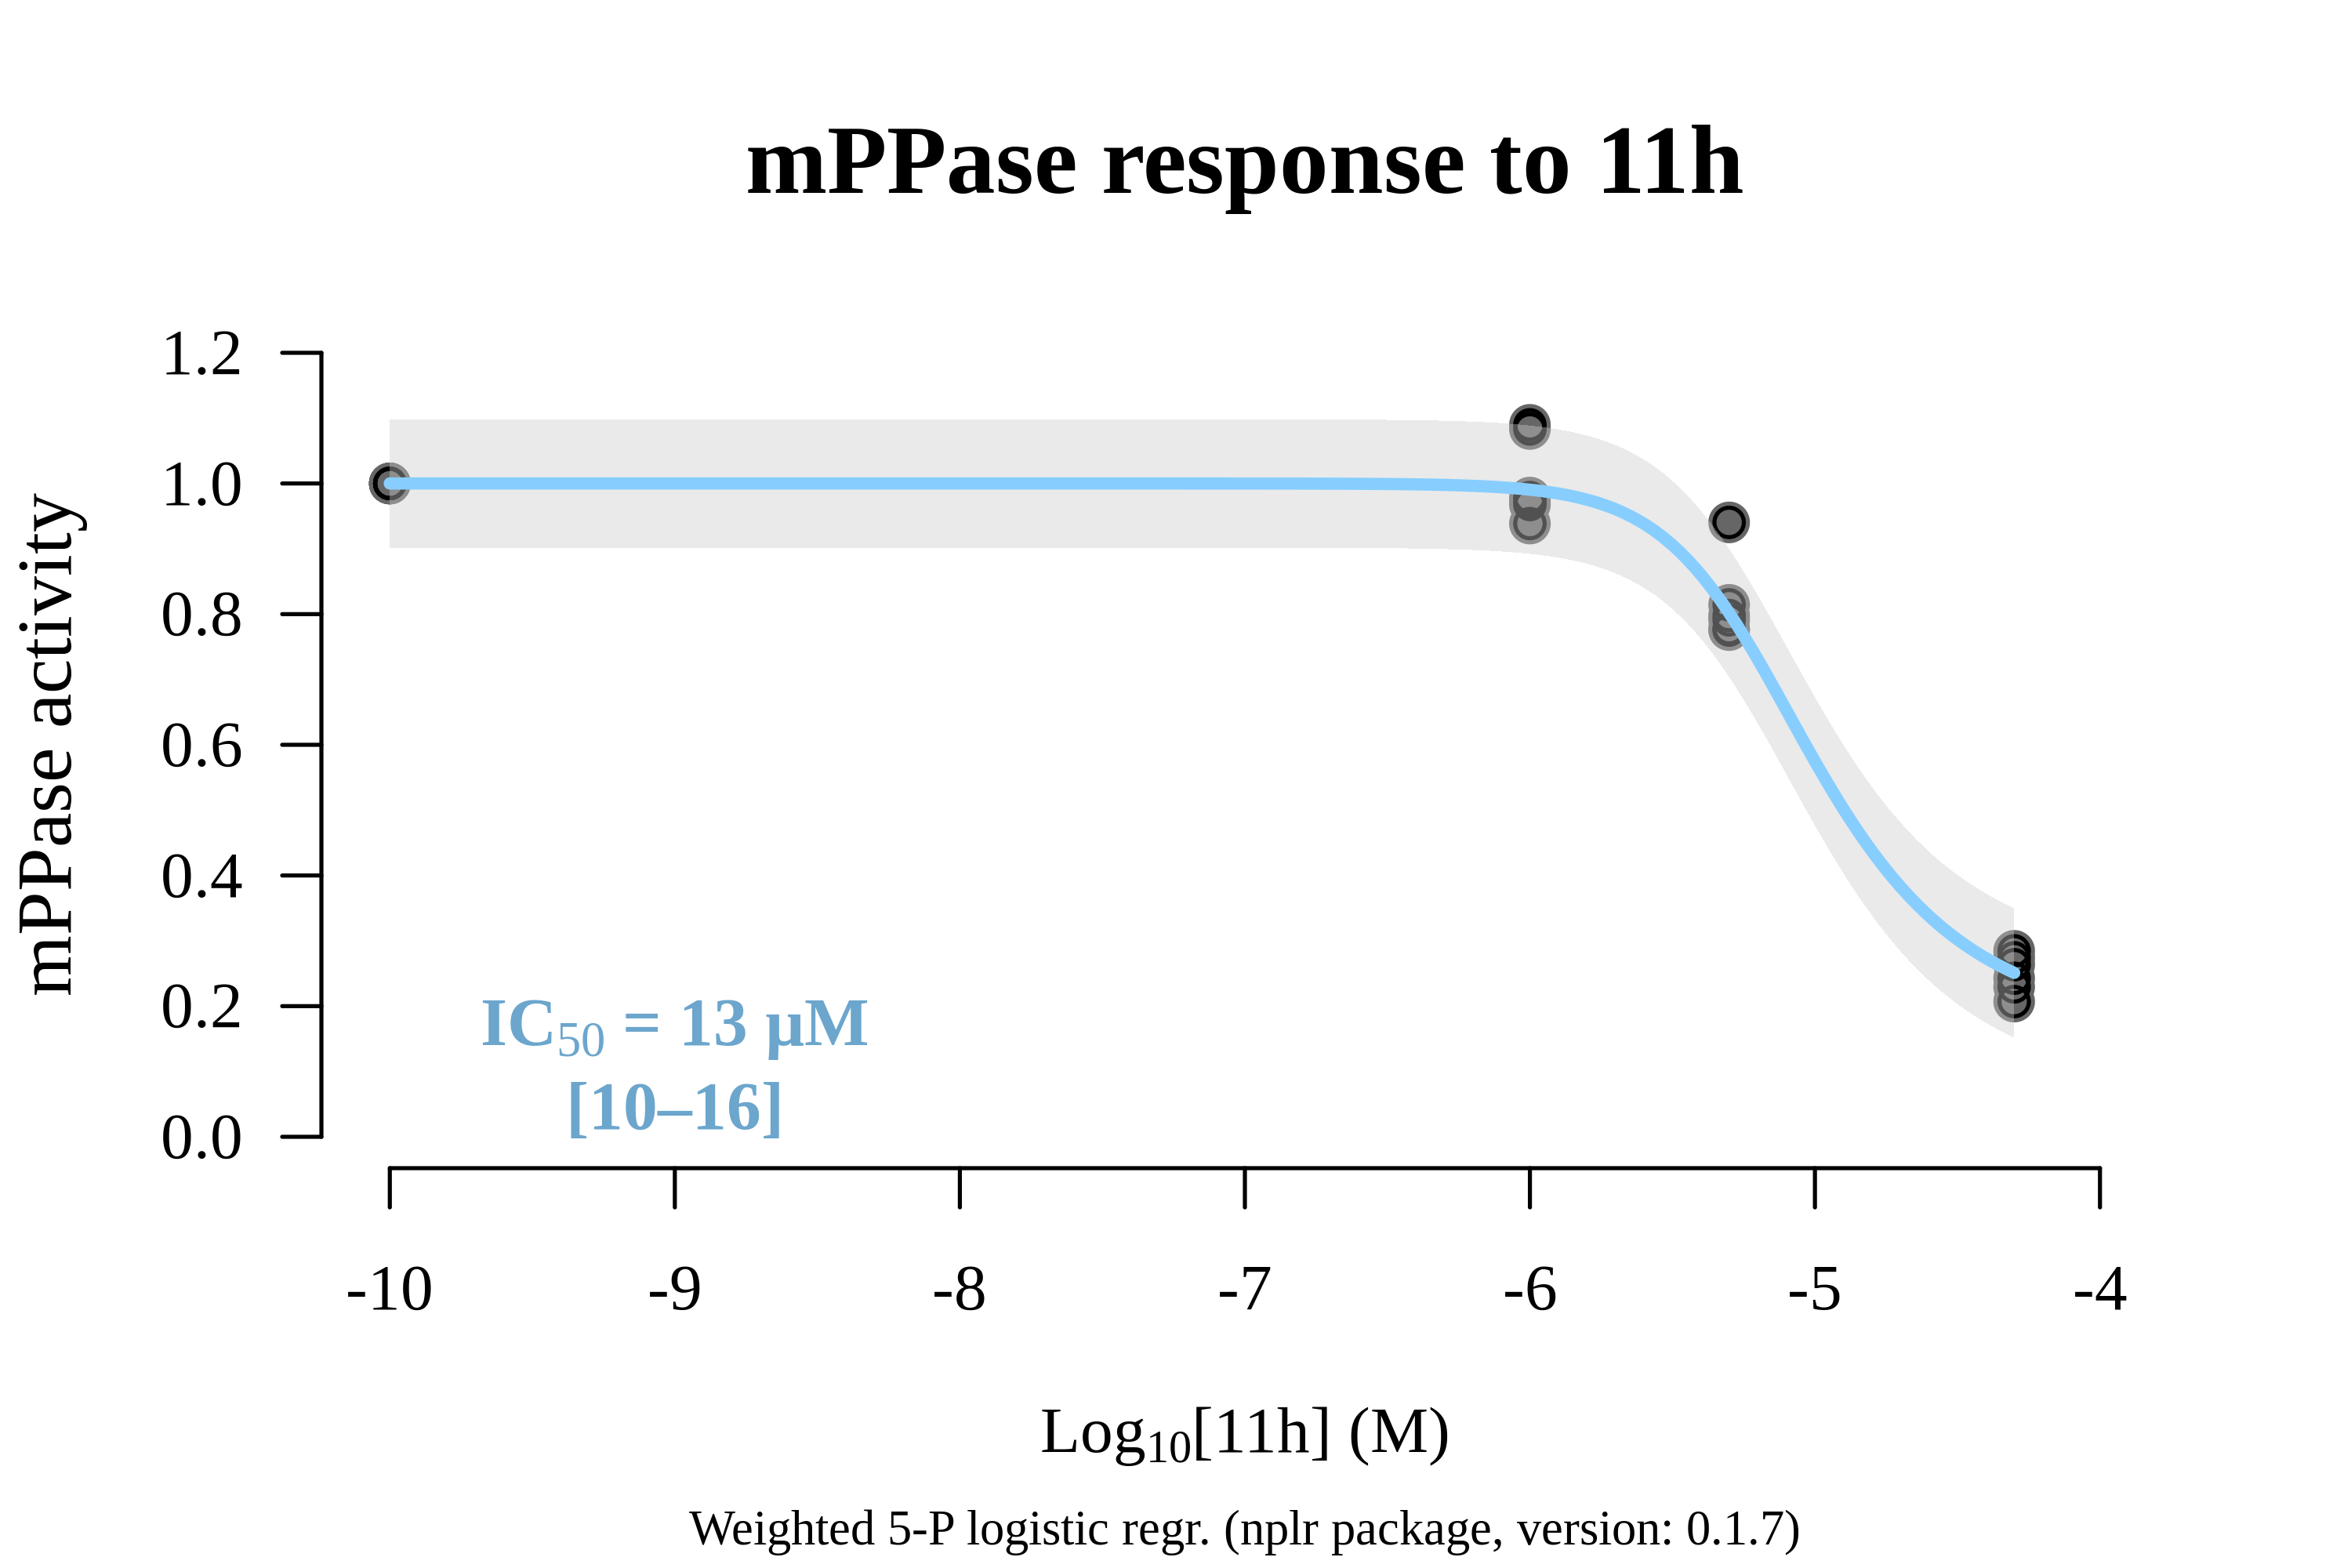 mPPase response to 11h
1.2
1.0
0.8
0.6
0.4
0.2
0.0
mPPase activity
IC50 = 13 µM
[10–16]
-10 -9 -8 -7 -6 -5 -4
Log10[11h] (M)
Weighted 5-P logistic regr. (nplr package, version: 0.1.7)